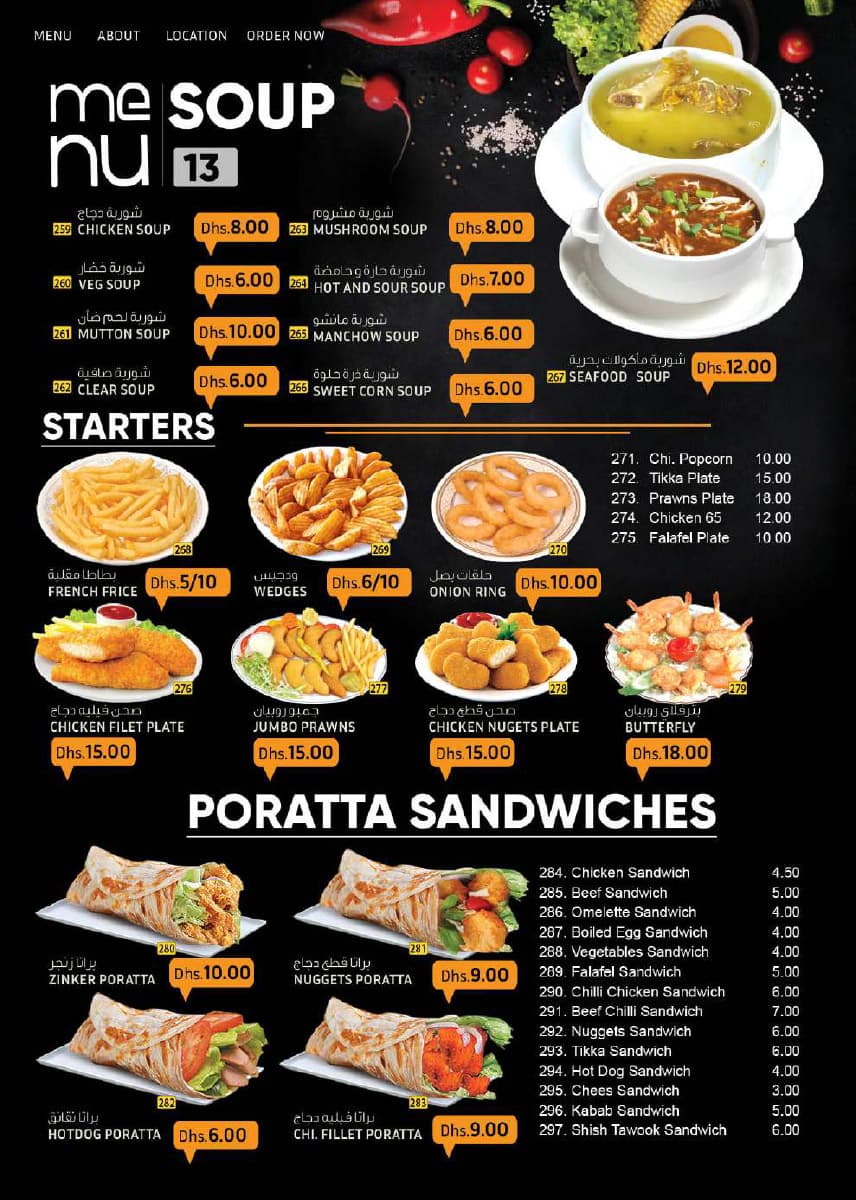 MENU ABOUT LOCATION ORDER NOW
me
nu
SOUP
13
شوربة دجاج
259 CHICKEN SOUP Dhs.8.00
شوربة مشروم
263 MUSHROOM SOUP Dhs.8.00
شوربة خضار
260 VEG SOUP Dhs.6.00
شوربة حارة و حامضة
264 HOT AND SOUR SOUP Dhs.7.00
شوربة لحم ضأن
261 MUTTON SOUP Dhs.10.00
شوربة مانشو
265 MANCHOW SOUP Dhs.6.00
شوربة صافية
262 CLEAR SOUP Dhs.6.00
شوربة ذرة حلوة
266 SWEET CORN SOUP Dhs.6.00
شوربة مأكولات بحرية
267 SEAFOOD SOUP Dhs.12.00
STARTERS
268
بطاطا مقلية
FRENCH FRICE Dhs.5/10
269
ودجيس
WEDGES Dhs.6/10
270
حلقات بصل
ONION RING Dhs.10.00
271. Chi. Popcorn 10.00
272. Tikka Plate 15.00
273. Prawns Plate 18.00
274. Chicken 65 12.00
275. Falafel Plate 10.00
276
صحن فيليه دجاج
CHICKEN FILET PLATE
Dhs.15.00
277
جمبو روبيان
JUMBO PRAWNS
Dhs.15.00
278
صحن قطع دجاج
CHICKEN NUGETS PLATE
Dhs.15.00
279
بترفلاي روبيان
BUTTERFLY
Dhs.18.00
PORATTA SANDWICHES
280
براتا زنجر
ZINKER PORATTA Dhs.10.00
281
براتا قطع دجاج
NUGGETS PORATTA Dhs.9.00
282
براتا نقانق
HOTDOG PORATTA Dhs.6.00
283
براتا فيليه دجاج
CHI. FILLET PORATTA Dhs.9.00
284. Chicken Sandwich 4.50
285. Beef Sandwich 5.00
286. Omelette Sandwich 4.00
287. Boiled Egg Sandwich 4.00
288. Vegetables Sandwich 4.00
289. Falafel Sandwich 5.00
290. Chilli Chicken Sandwich 6.00
291. Beef Chilli Sandwich 7.00
292. Nuggets Sandwich 6.00
293. Tikka Sandwich 6.00
294. Hot Dog Sandwich 4.00
295. Chees Sandwich 3.00
296. Kabab Sandwich 5.00
297. Shish Tawook Sandwich 6.00